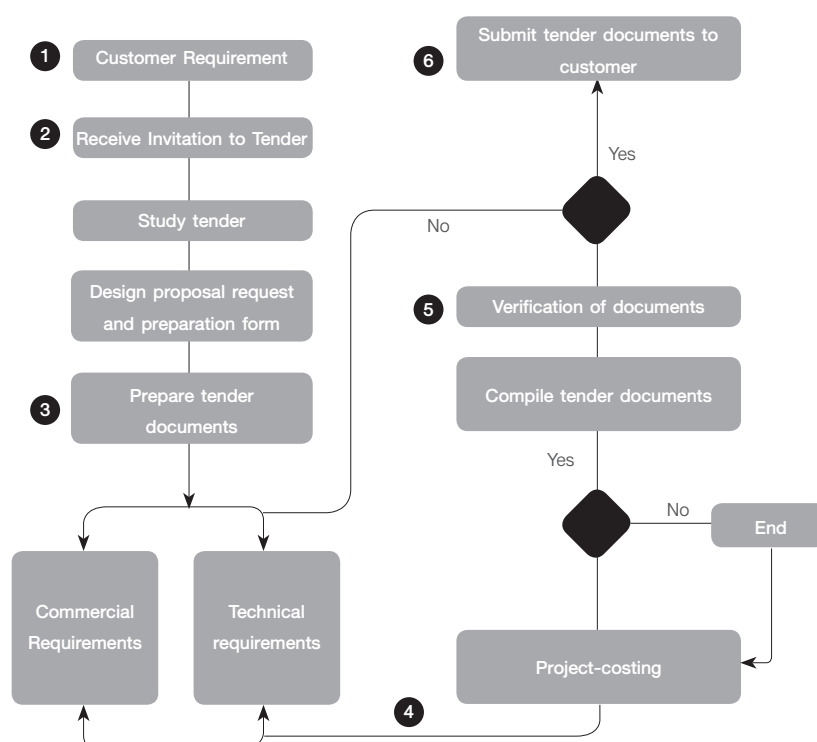 1
Customer Requirement
2
Receive Invitation to Tender
Study tender
Design proposal request
and preparation form
3
Prepare tender
documents
Commercial
Requirements
Technical
requirements
4
Project-costing
End
No
Yes
Compile tender documents
5
Verification of documents
No
Yes
6
Submit tender documents to
customer